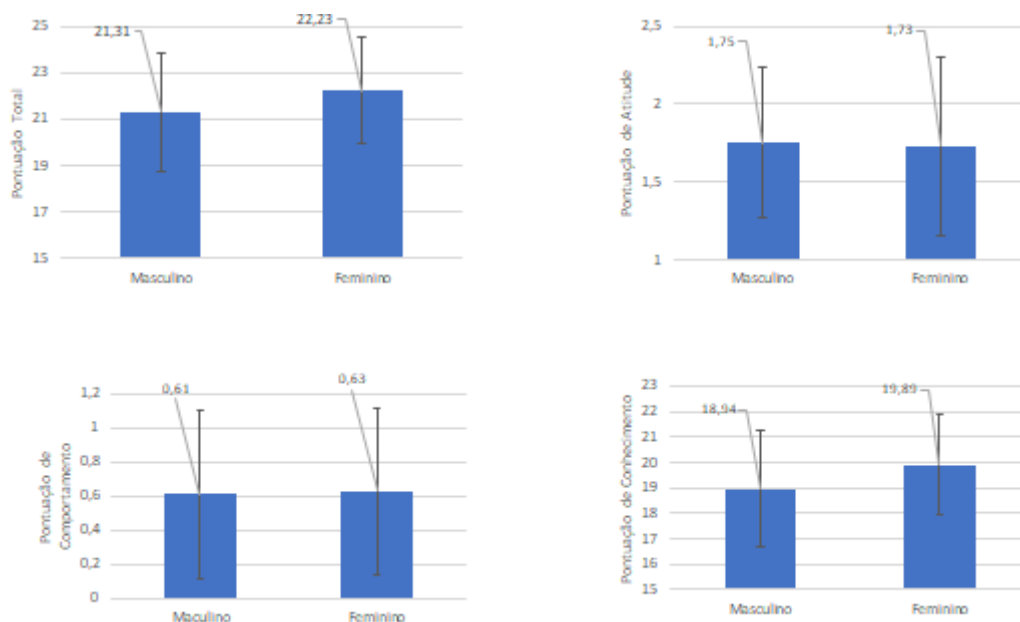 25
23
21
19
17
15
Pontuação Total
21,31
22,23
Masculino
Feminino
2,5
2
1,5
1
Pontuação de Atitude
1,75
1,73
Masculino
Feminino
1,2
1
0,8
0,6
0,4
0,2
0
Pontuação de
Comportamento
0,61
0,63
Masculino
Feminino
23
22
21
20
19
18
17
16
15
Pontuação de Conhecimento
18,94
19,89
Masculino
Feminino